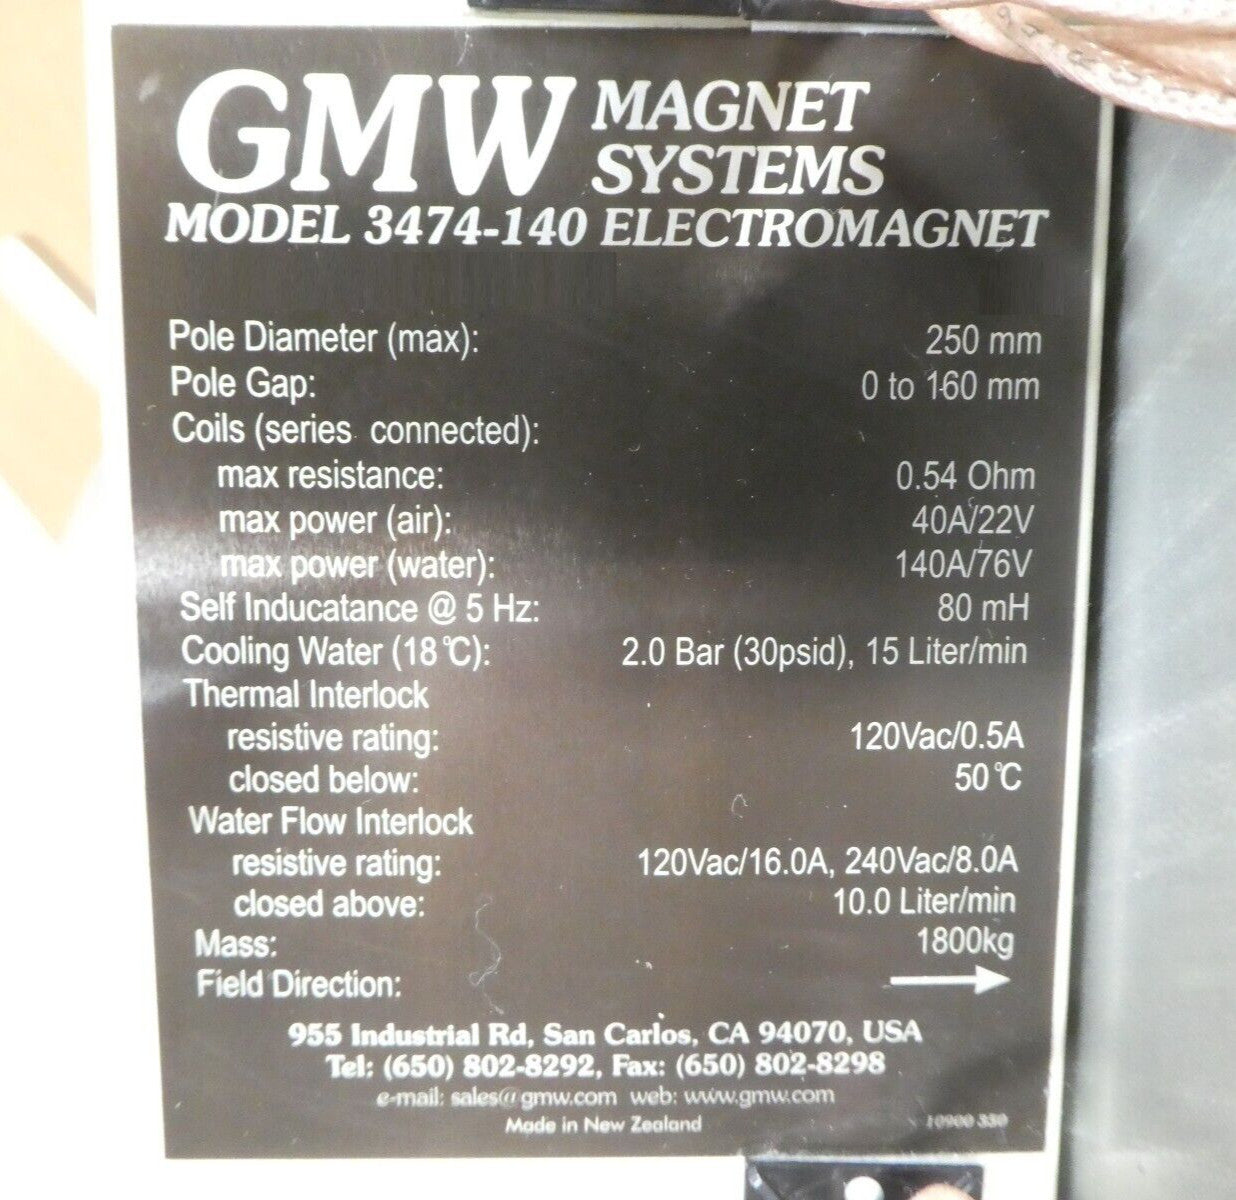 GMW MAGNET SYSTEMS
MODEL 3474-140 ELECTROMAGNET
Pole Diameter (max): 250 mm
Pole Gap: 0 to 160 mm
Coils (series connected):
max resistance: 0.54 Ohm
max power (air): 40A/22V
max power (water): 140A/76V
Self Inducatance @ 5 Hz: 80 mH
Cooling Water (18°C): 2.0 Bar (30psid), 15 Liter/min
Thermal Interlock
resistive rating: 120Vac/0.5A
closed below: 50°C
Water Flow Interlock
resistive rating: 120Vac/16.0A, 240Vac/8.0A
closed above: 10.0 Liter/min
Mass: 1800kg
Field Direction:
955 Industrial Rd, San Carlos, CA 94070, USA
Tel: (650) 802-8292, Fax: (650) 802-8298
e-mail: sales@gmw.com web: www.gmw.com
Made in New Zealand 10900 330